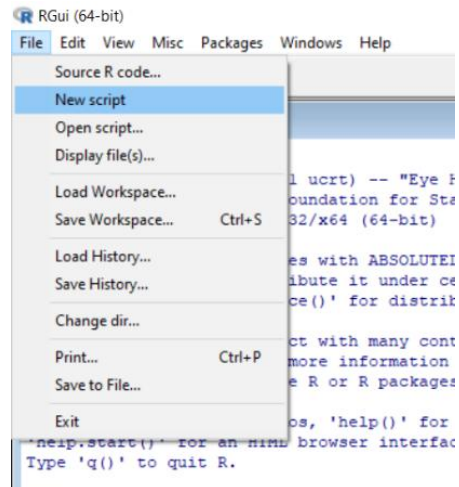 RGui (64-bit)
File Edit View Misc Packages Windows Help
Source R code...
New script
Open script...
Display file(s)...
Load Workspace...
Save Workspace... Ctrl+S
Load History...
Save History...
Change dir...
Print... Ctrl+P
Save to File...
Exit
l ucrt) -- "Eye H
oundation for Sta
32/x64 (64-bit)
es with ABSOLUTEL
ibute it under ce
ce()' for distrib
ct with many cont
more information
e R or R packages
os, 'help()' for
'help.start()' for an HTML browser interfac
Type 'q()' to quit R.